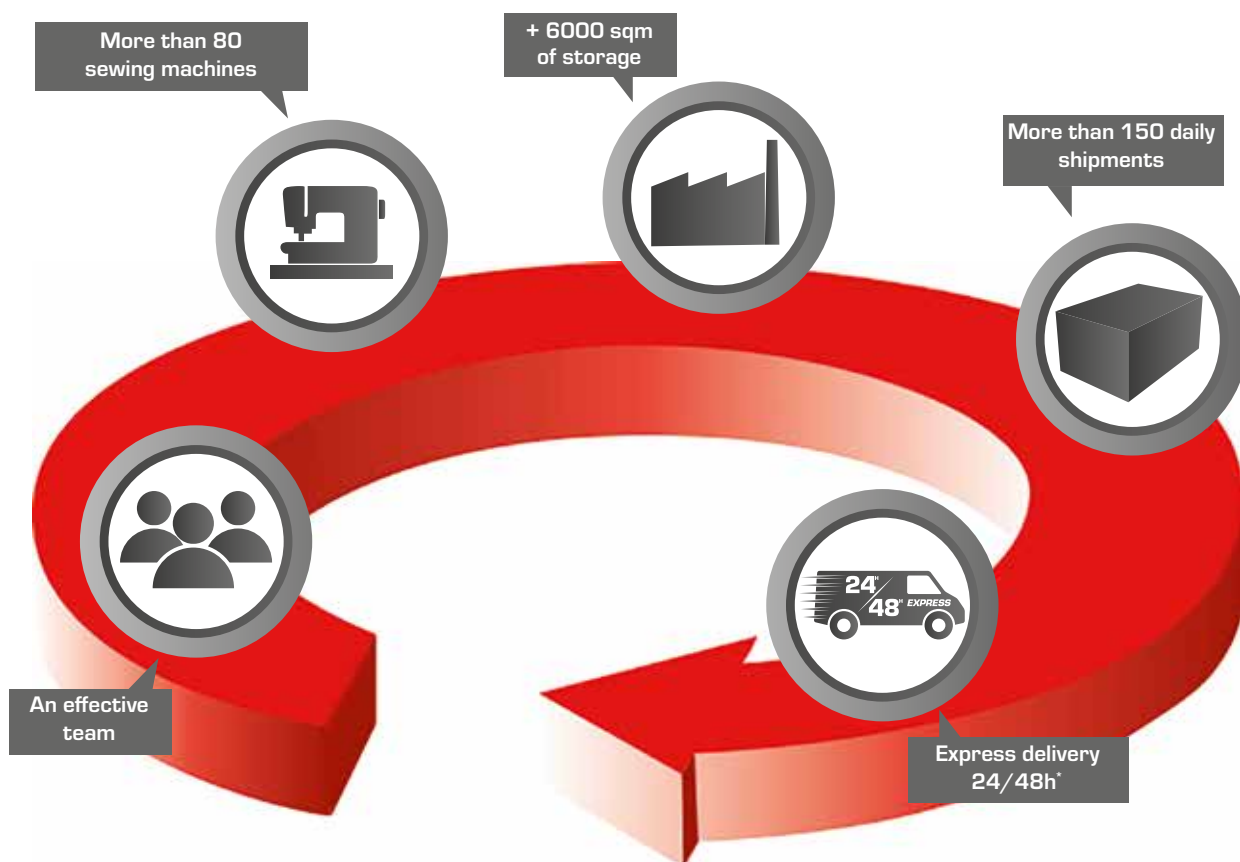 More than 80
sewing machines
+ 6000 sqm
of storage
More than 150 daily
shipments
24H
48H EXPRESS
An effective
team
Express delivery
24/48h*